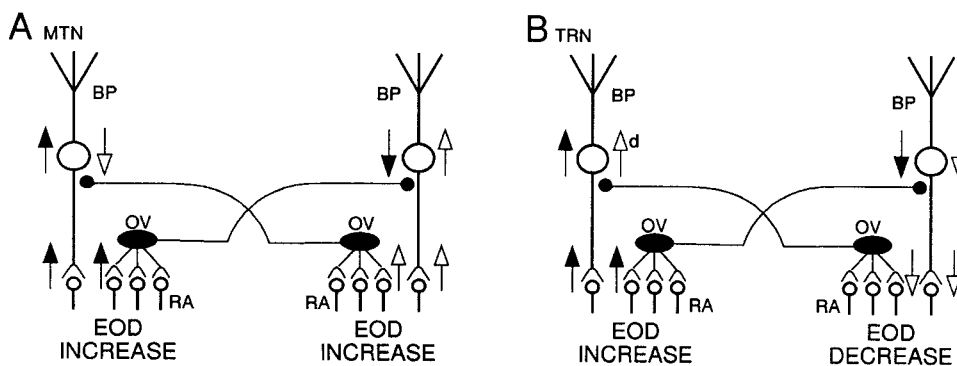 A MTN
BP
BP
OV
OV
RA
RA
EOD INCREASE
EOD INCREASE
B TRN
BP
BP
d
OV
OV
RA
RA
EOD INCREASE
EOD DECREASE